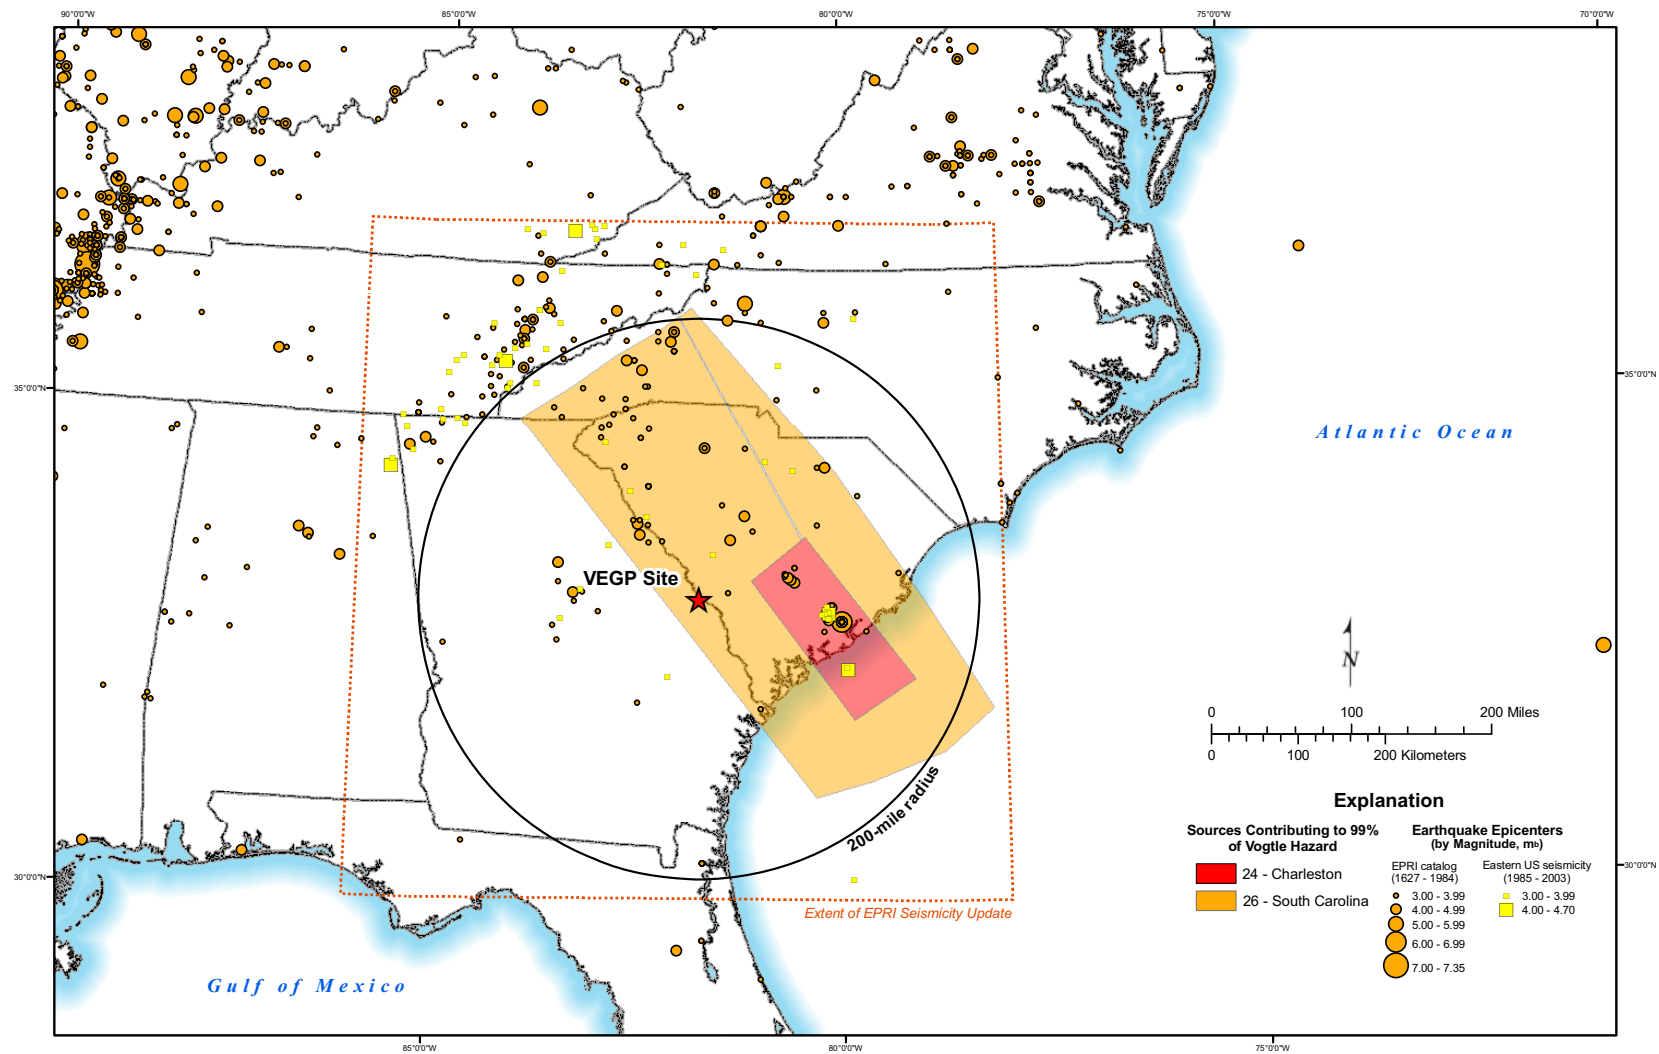 90°0'0"W 85°0'0"W 80°0'0"W 75°0'0"W 70°0'0"W
35°0'0"N 35°0'0"N
Atlantic Ocean
VEGP Site
N
0 100 200 Miles
0 100 200 Kilometers
200-mile radius
Explanation
Sources Contributing to 99%
of Vogtle Hazard
24 - Charleston
26 - South Carolina
Earthquake Epicenters
(by Magnitude, mb)
EPRI catalog
(1627 - 1984)
3.00 - 3.99
4.00 - 4.99
5.00 - 5.99
6.00 - 6.99
7.00 - 7.35
Eastern US seismicity
(1985 - 2003)
3.00 - 3.99
4.00 - 4.70
30°0'0"N 30°0'0"N
Extent of EPRI Seismicity Update
Gulf of Mexico
85°0'0"W 80°0'0"W 75°0'0"W